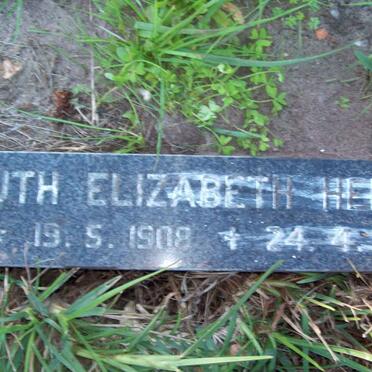 UTH ELIZABETH HE
19.5.1908 + 24.4.